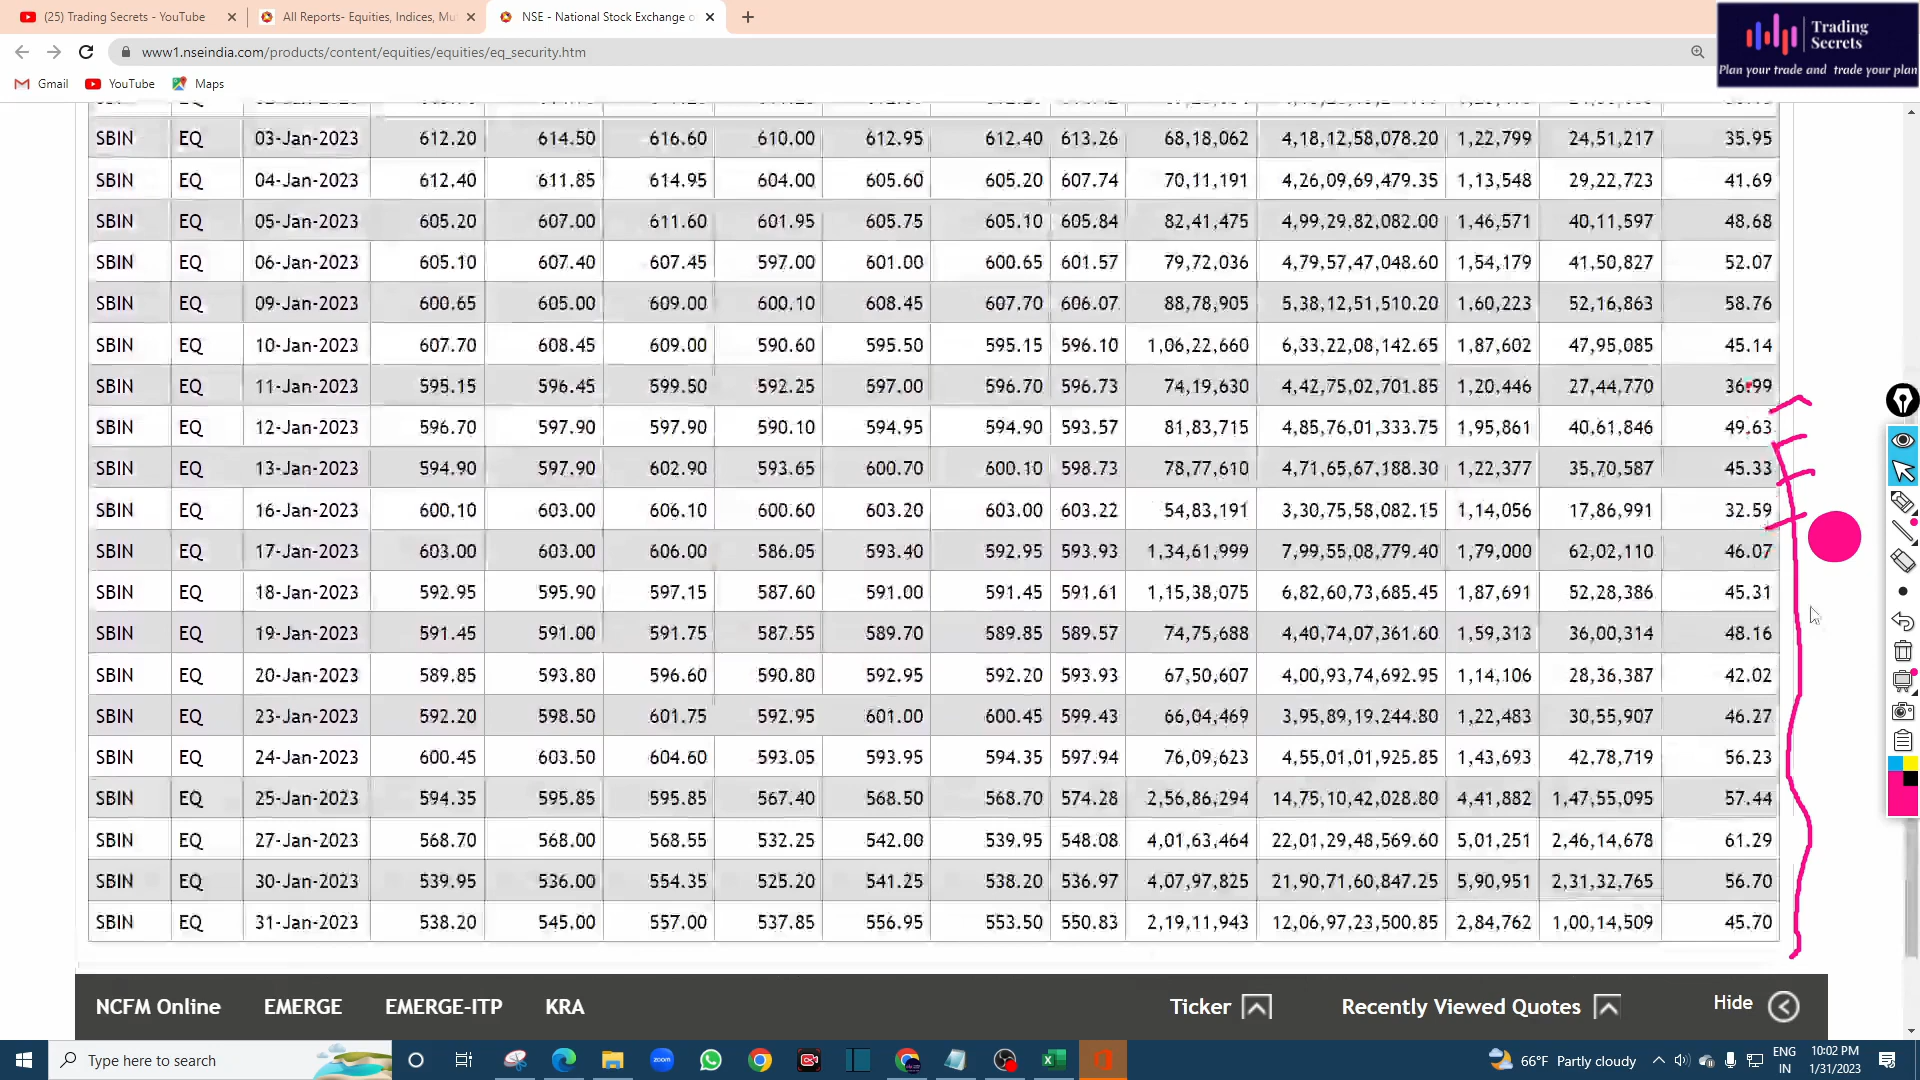 (25) Trading Secrets - YouTube
All Reports- Equities, Indices, Mu
NSE - National Stock Exchange o
www1.nseindia.com/products/content/equities/equities/eq_security.htm
Gmail YouTube Maps
Trading Secrets
Plan your trade and trade your plan
SBIN EQ 03-Jan-2023 612.20 614.50 616.60 610.00 612.95 612.40 613.26 68,18,062 4,18,12,58,078.20 1,22,799 24,51,217 35.95
SBIN EQ 04-Jan-2023 612.40 611.85 614.95 604.00 605.60 605.20 607.74 70,11,191 4,26,09,69,479.35 1,13,548 29,22,723 41.69
SBIN EQ 05-Jan-2023 605.20 607.00 611.60 601.95 605.75 605.10 605.84 82,41,475 4,99,29,82,082.00 1,46,571 40,11,597 48.68
SBIN EQ 06-Jan-2023 605.10 607.40 607.45 597.00 601.00 600.65 601.57 79,72,036 4,79,57,47,048.60 1,54,179 41,50,827 52.07
SBIN EQ 09-Jan-2023 600.65 605.00 609.00 600.10 608.45 607.70 606.07 88,78,905 5,38,12,51,510.20 1,60,223 52,16,863 58.76
SBIN EQ 10-Jan-2023 607.70 608.45 609.00 590.60 595.50 595.15 596.10 1,06,22,660 6,33,22,08,142.65 1,87,602 47,95,085 45.14
SBIN EQ 11-Jan-2023 595.15 596.45 599.50 592.25 597.00 596.70 596.73 74,19,630 4,42,75,02,701.85 1,20,446 27,44,770 36.99
SBIN EQ 12-Jan-2023 596.70 597.90 597.90 590.10 594.95 594.90 593.57 81,83,715 4,85,76,01,333.75 1,95,861 40,61,846 49.63
SBIN EQ 13-Jan-2023 594.90 597.90 602.90 593.65 600.70 600.10 598.73 78,77,610 4,71,65,67,188.30 1,22,377 35,70,587 45.33
SBIN EQ 16-Jan-2023 600.10 603.00 606.10 600.60 603.20 603.00 603.22 54,83,191 3,30,75,58,082.15 1,14,056 17,86,991 32.59
SBIN EQ 17-Jan-2023 603.00 603.00 606.00 586.05 593.40 592.95 593.93 1,34,61,999 7,99,55,08,779.40 1,79,000 62,02,110 46.07
SBIN EQ 18-Jan-2023 592.95 595.90 597.15 587.60 591.00 591.45 591.61 1,15,38,075 6,82,60,73,685.45 1,87,691 52,28,386 45.31
SBIN EQ 19-Jan-2023 591.45 591.00 591.75 587.55 589.70 589.85 589.57 74,75,688 4,40,74,07,361.60 1,59,313 36,00,314 48.16
SBIN EQ 20-Jan-2023 589.85 593.80 596.60 590.80 592.95 592.20 593.93 67,50,607 4,00,93,74,692.95 1,14,106 28,36,387 42.02
SBIN EQ 23-Jan-2023 592.20 598.50 601.75 592.95 601.00 600.45 599.43 66,04,469 3,95,89,19,244.80 1,22,483 30,55,907 46.27
SBIN EQ 24-Jan-2023 600.45 603.50 604.60 593.05 593.95 594.35 597.94 76,09,623 4,55,01,01,925.85 1,43,693 42,78,719 56.23
SBIN EQ 25-Jan-2023 594.35 595.85 595.85 567.40 568.50 568.70 574.28 2,56,86,294 14,75,10,42,028.80 4,41,882 1,47,55,095 57.44
SBIN EQ 27-Jan-2023 568.70 568.00 568.55 532.25 542.00 539.95 548.08 4,01,63,464 22,01,29,48,569.60 5,01,251 2,46,14,678 61.29
SBIN EQ 30-Jan-2023 539.95 536.00 554.35 525.20 541.25 538.20 536.97 4,07,97,825 21,90,71,60,847.25 5,90,951 2,31,32,765 56.70
SBIN EQ 31-Jan-2023 538.20 545.00 557.00 537.85 556.95 553.50 550.83 2,19,11,943 12,06,97,23,500.85 2,84,762 1,00,14,509 45.70
NCFM Online EMERGE EMERGE-ITP KRA Ticker Recently Viewed Quotes Hide
Type here to search
zoom
66°F Partly cloudy
ENG IN
10:02 PM
1/31/2023